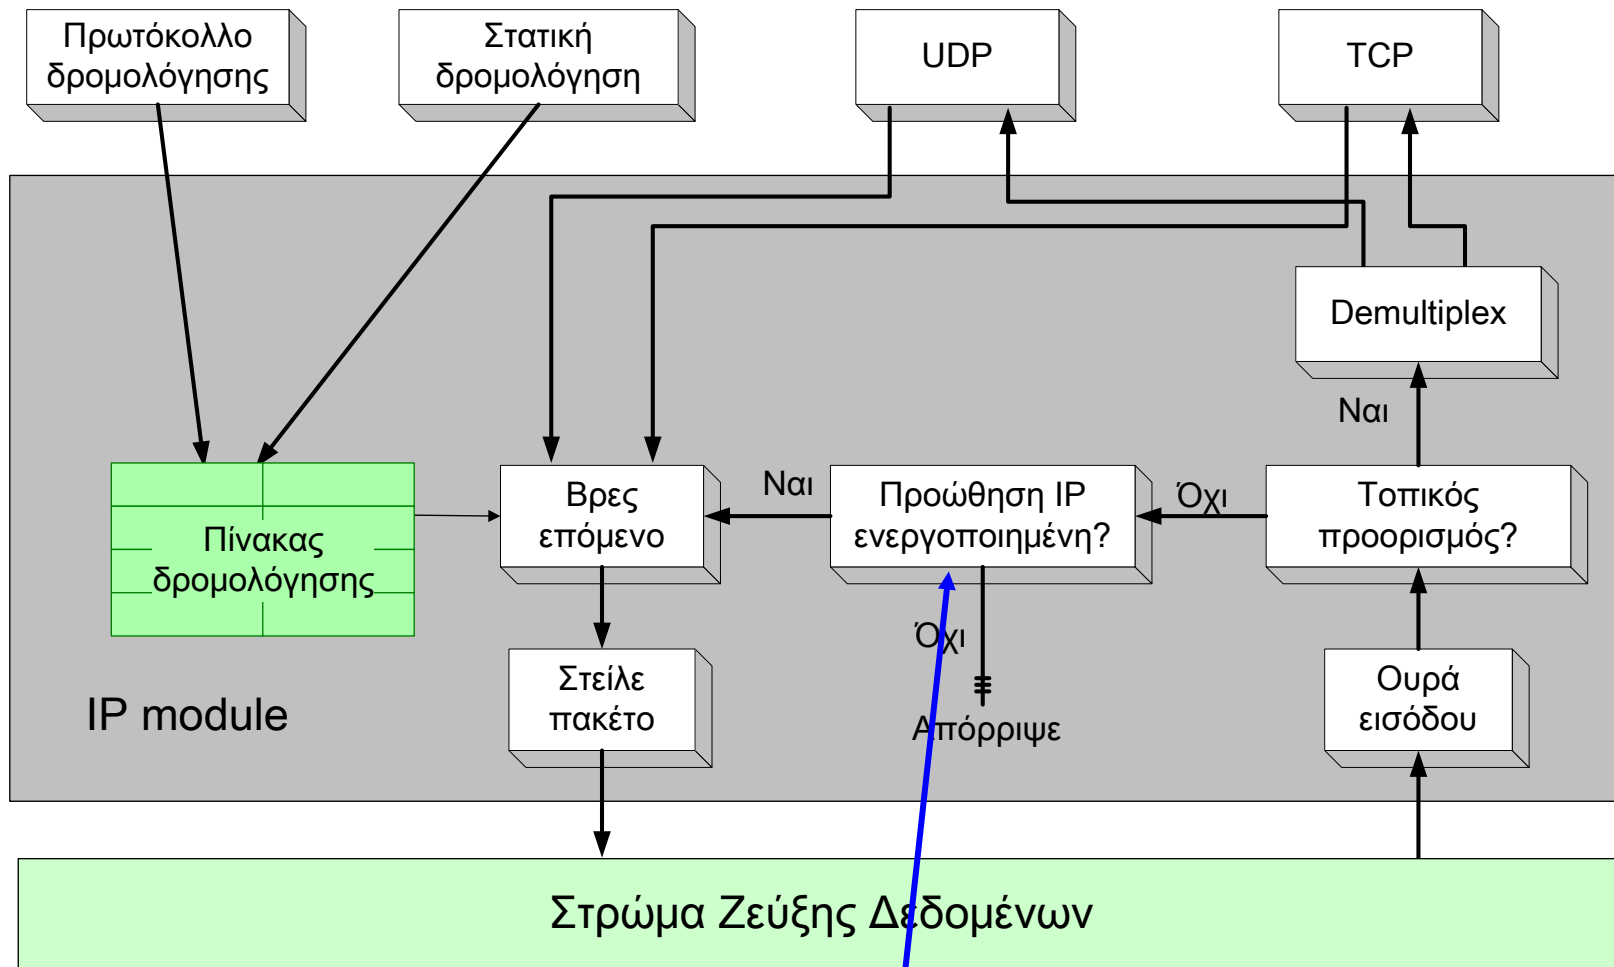 Πρωτόκολλο
δρομολόγησης
Στατική
δρομολόγηση
UDP
TCP
Demultiplex
Ναι
Πίνακας
δρομολόγησης
Βρες
επόμενο
Ναι
Προώθηση IP
ενεργοποιημένη?
Όχι
Τοπικός
προορισμός?
Όχι
Απόρριψε
Στείλε
πακέτο
Ουρά
εισόδου
IP module
Στρώμα Ζεύξης Δεδομένων